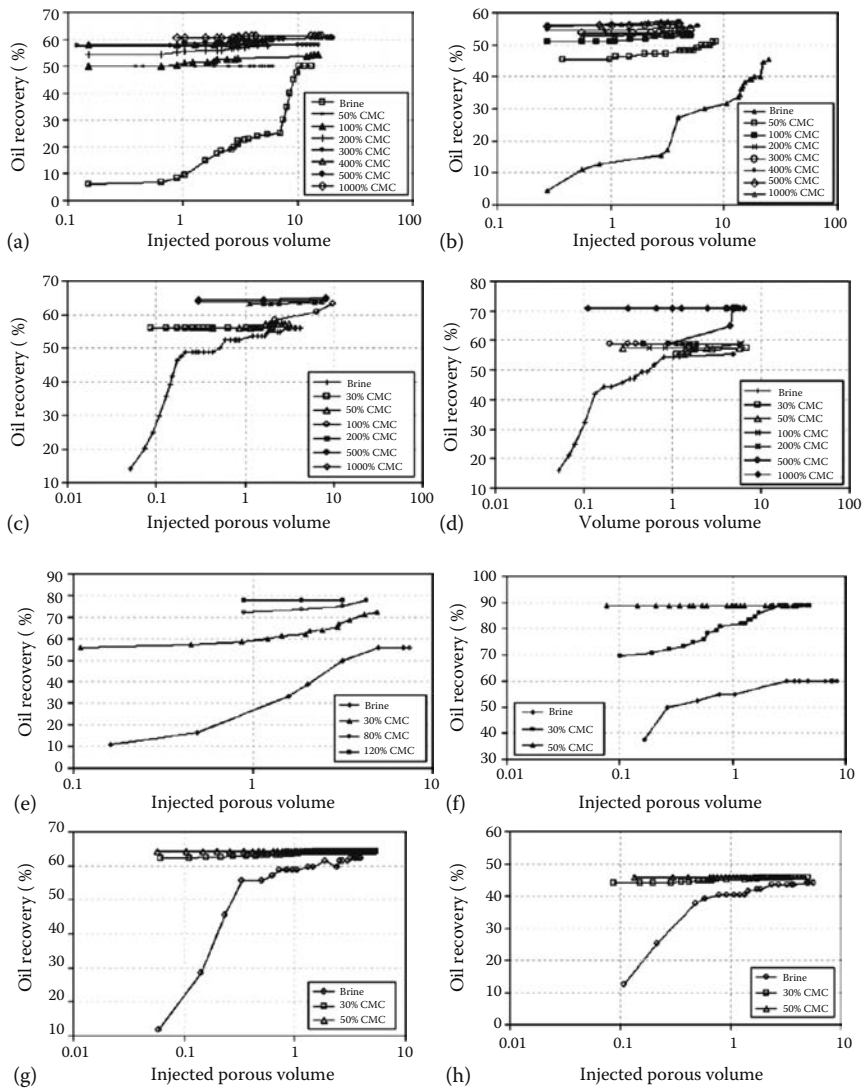 Oil recovery ( %)
70
60
50
40
30
20
10
0
Brine
50% CMC
100% CMC
200% CMC
300% CMC
400% CMC
500% CMC
1000% CMC
0.1 1 10 100
(a) Injected porous volume
Oil recovery ( %)
60
50
40
30
20
10
0
Brine
50% CMC
100% CMC
200% CMC
300% CMC
400% CMC
500% CMC
1000% CMC
0.1 1 10 100
(b) Injected porous volume
Oil recovery ( %)
70
60
50
40
30
20
10
Brine
30% CMC
50% CMC
100% CMC
200% CMC
500% CMC
1000% CMC
0.01 0.1 1 10 100
(c) Injected porous volume
Oil recovery ( %)
80
70
60
50
40
30
20
10
Brine
30% CMC
50% CMC
100% CMC
200% CMC
500% CMC
1000% CMC
0.01 0.1 1 10 100
(d) Volume porous volume
Oil recovery ( %)
90
80
70
60
50
40
30
20
10
0
Brine
30% CMC
80% CMC
120% CMC
0.1 1 10
(e) Injected porous volume
Oil recovery ( %)
100
90
80
70
60
50
40
30
Brine
30% CMC
50% CMC
0.01 0.1 1 10
(f) Injected porous volume
Oil recovery ( %)
70
60
50
40
30
20
10
Brine
30% CMC
50% CMC
0.01 0.1 1 10
(g) Injected porous volume
Oil recovery ( %)
60
50
40
30
20
10
0
Brine
30% CMC
50% CMC
0.01 0.1 1 10
(h) Injected porous volume